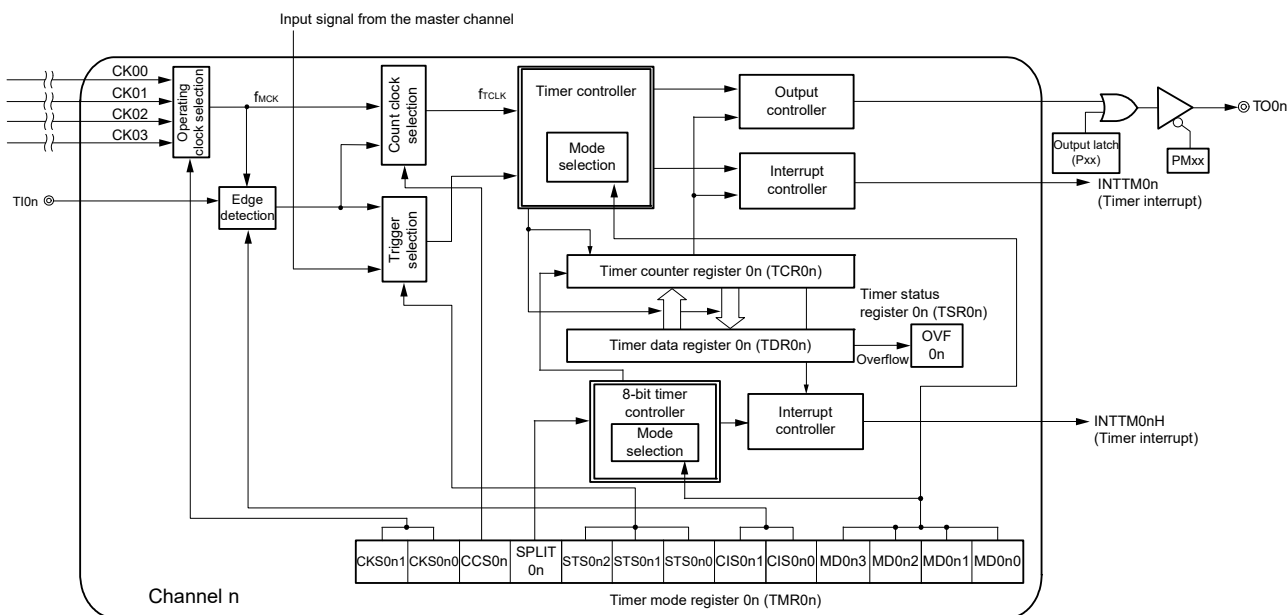 Input signal from the master channel
CK00
CK01
CK02
CK03
Operating
clock selection
fMCK
Count clock
selection
fTCLK
Timer controller
Mode
selection
Output
controller
TO0n
Output latch
(Pxx)
PMxx
Interrupt
controller
INTTM0n
(Timer interrupt)
TI0n
Edge
detection
Trigger
selection
Timer counter register 0n (TCR0n)
Timer status
register 0n (TSR0n)
Timer data register 0n (TDR0n)
Overflow
OVF
0n
8-bit timer
controller
Mode
selection
Interrupt
controller
INTTM0nH
(Timer interrupt)
CKS0n1
CKS0n0
CCS0n
SPLIT
0n
STS0n2
STS0n1
STS0n0
CIS0n1
CIS0n0
MD0n3
MD0n2
MD0n1
MD0n0
Channel n
Timer mode register 0n (TMR0n)